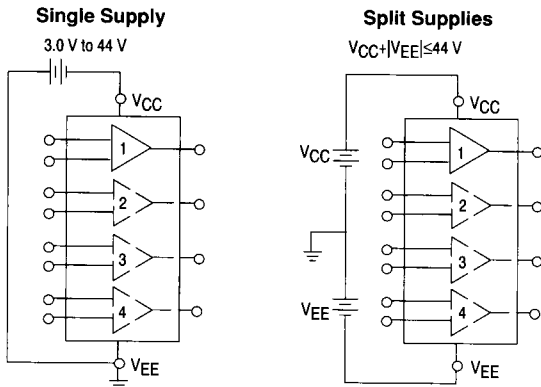 Single Supply
3.0 V to 44 V
VCC
1
2
3
4
VEE
Split Supplies
VCC+|VEE|≤44 V
VCC
VCC
1
2
3
4
VEE
VEE